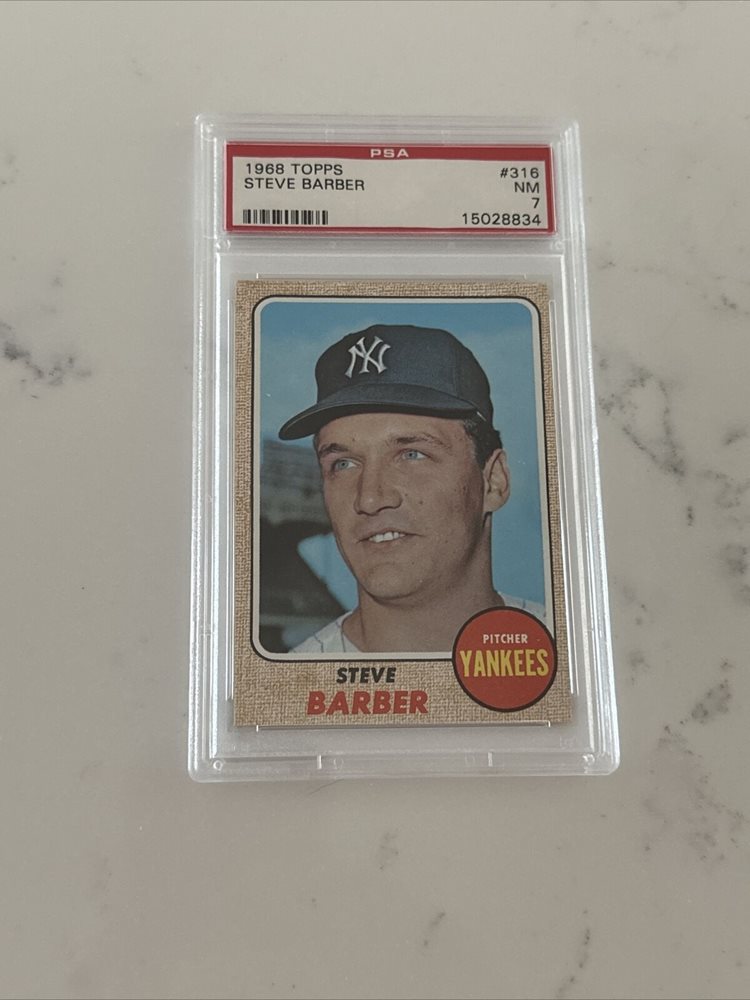 PSA
1968 TOPPS #316
STEVE BARBER NM
7
15028834
NY
STEVE
BARBER
PITCHER
YANKEES